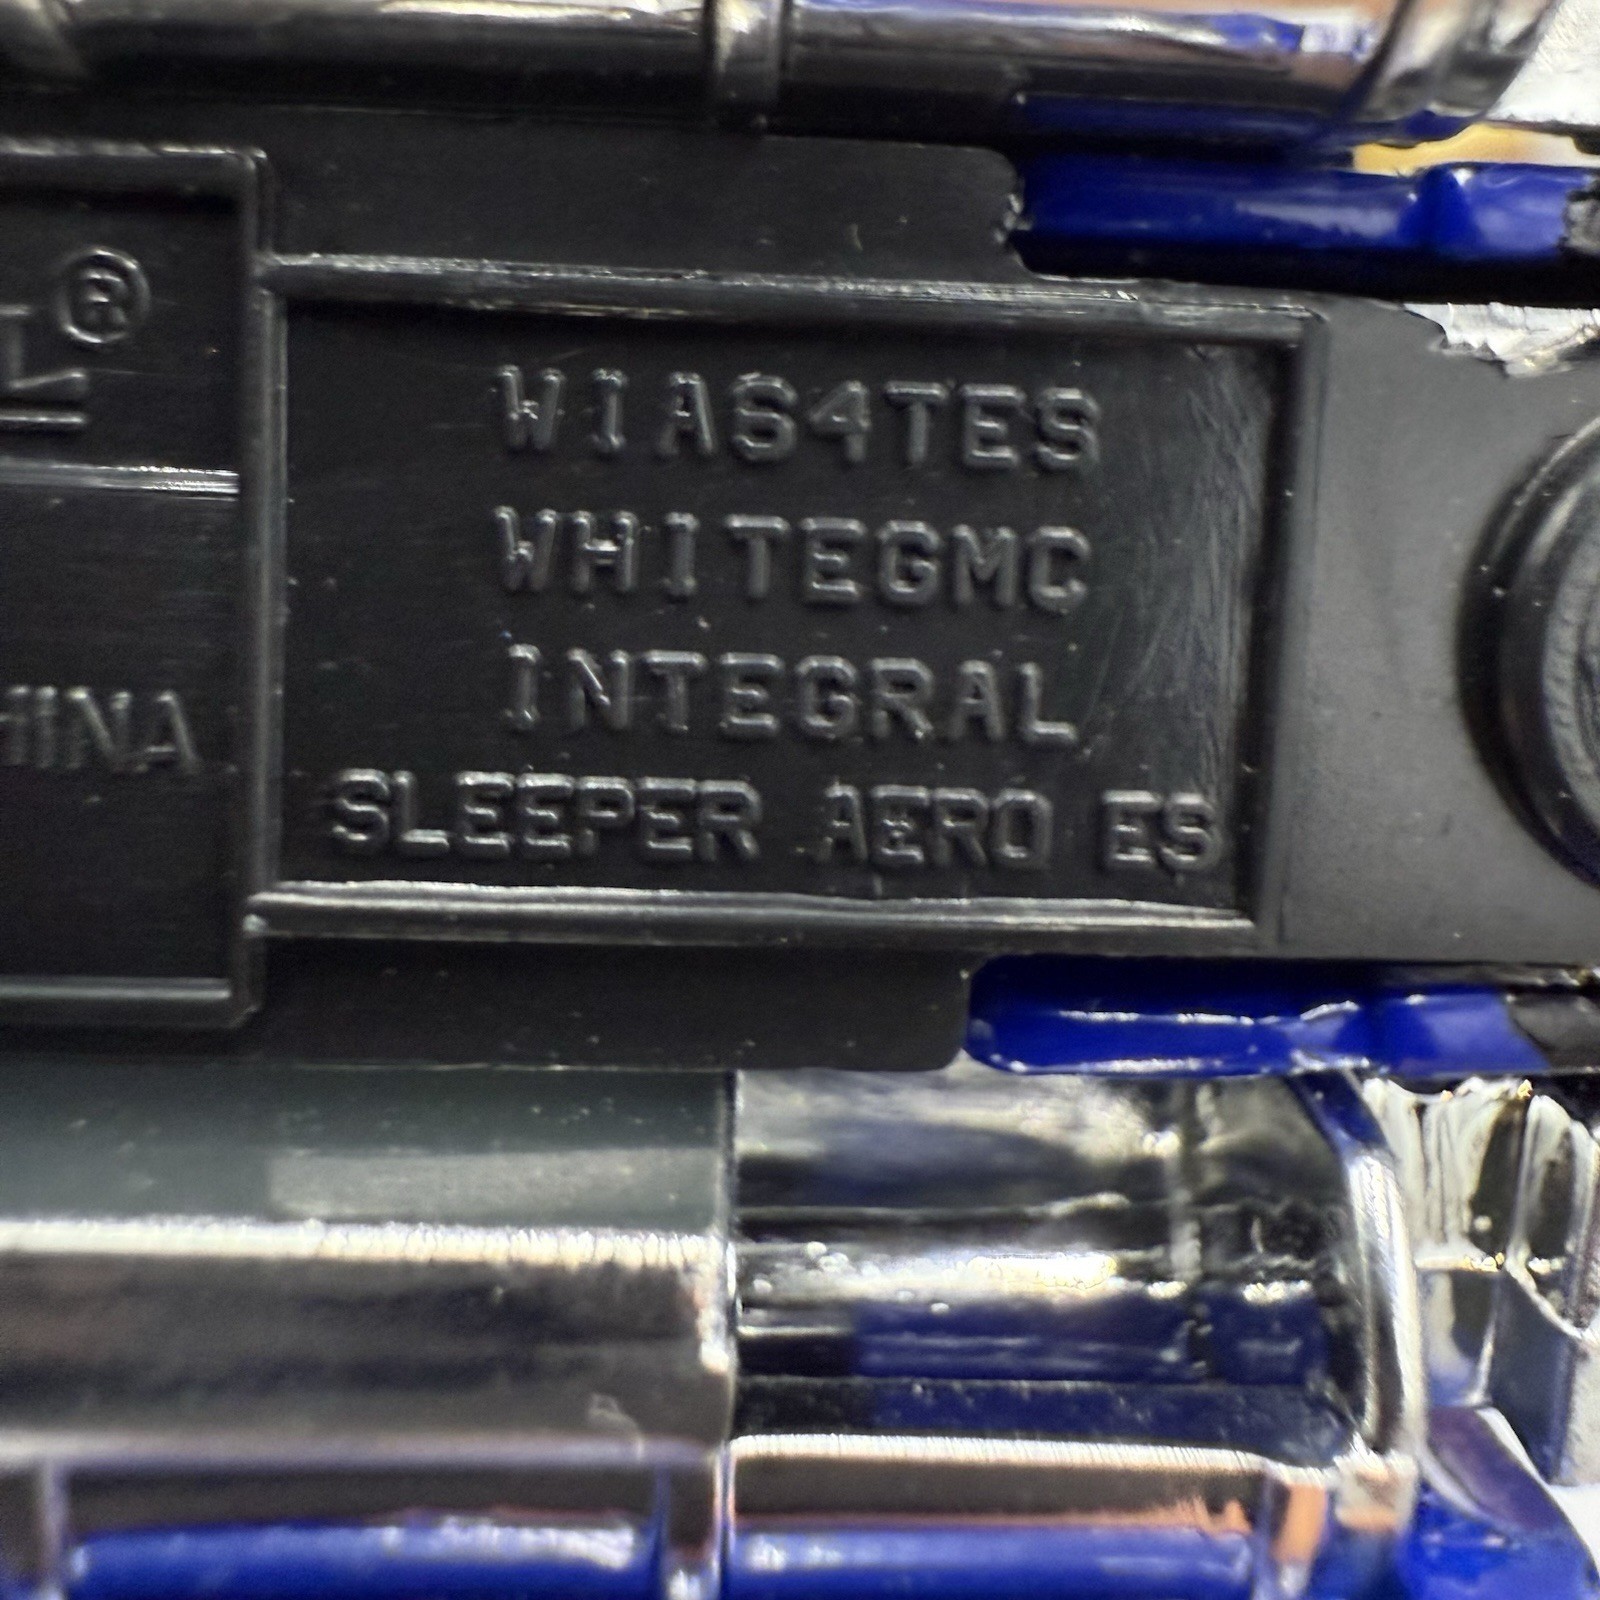 WIA64TES
WHITEGMC
INTEGRAL
SLEEPER AERO ES